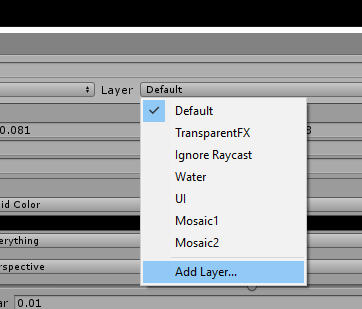 Layer Default
Default
0.081
TransparentFX
8
Ignore Raycast
Water
UI
id Color
Mosaic1
erything
Mosaic2
rspective
Add Layer...
ar 0.01